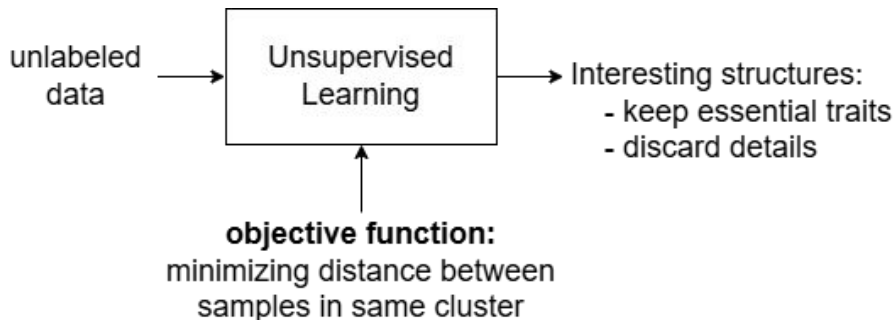 unlabeled
data
Unsupervised
Learning
Interesting structures:
- keep essential traits
- discard details
objective function:
minimizing distance between
samples in same cluster